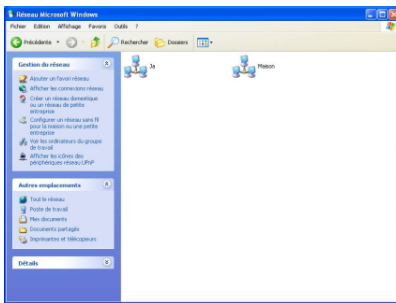 Réseau Microsoft Windows
Fichier Edition Affichage Favoris Outils ?
Précédente Rechercher Dossiers
Gestion du réseau
Ja
Maison
Ajouter un Favori réseau
Afficher les connexions réseau
Créer un réseau domestique
ou un réseau de petite
entreprise
Configurer un réseau sans fil
pour la maison ou une petite
entreprise
Voir les ordinateurs du groupe
de travail
Afficher les icônes des
périphériques réseau UPnP
Autres emplacements
Tout le réseau
Poste de travail
Mes documents
Documents partagés
Imprimantes et télécopieurs
Détails